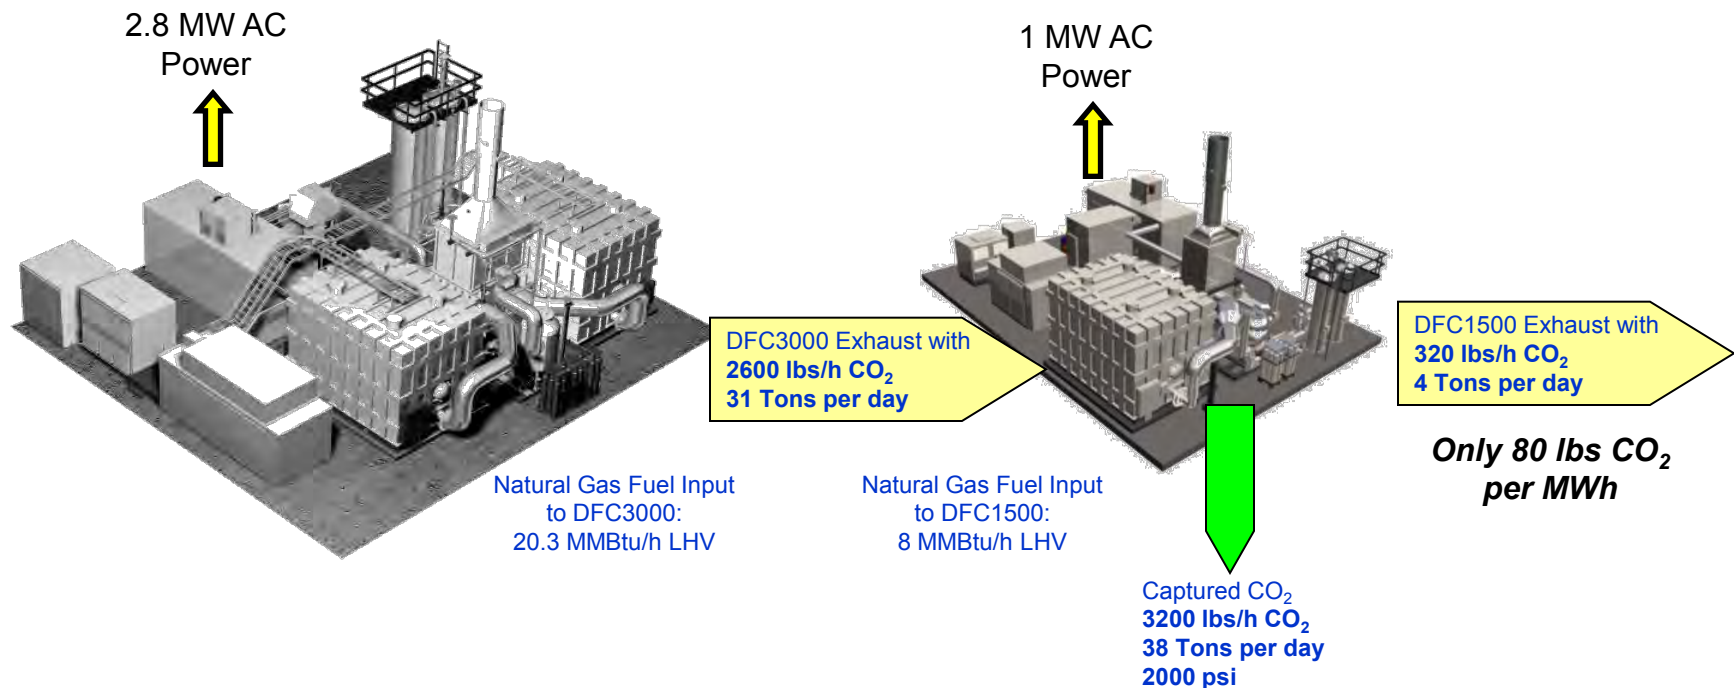 2.8 MW AC
Power
1 MW AC
Power
DFC3000 Exhaust with
2600 lbs/h CO₂
31 Tons per day
DFC1500 Exhaust with
320 lbs/h CO₂
4 Tons per day
Only 80 lbs CO₂
per MWh
Natural Gas Fuel Input
to DFC3000:
20.3 MMBtu/h LHV
Natural Gas Fuel Input
to DFC1500:
8 MMBtu/h LHV
Captured CO₂
3200 lbs/h CO₂
38 Tons per day
2000 psi